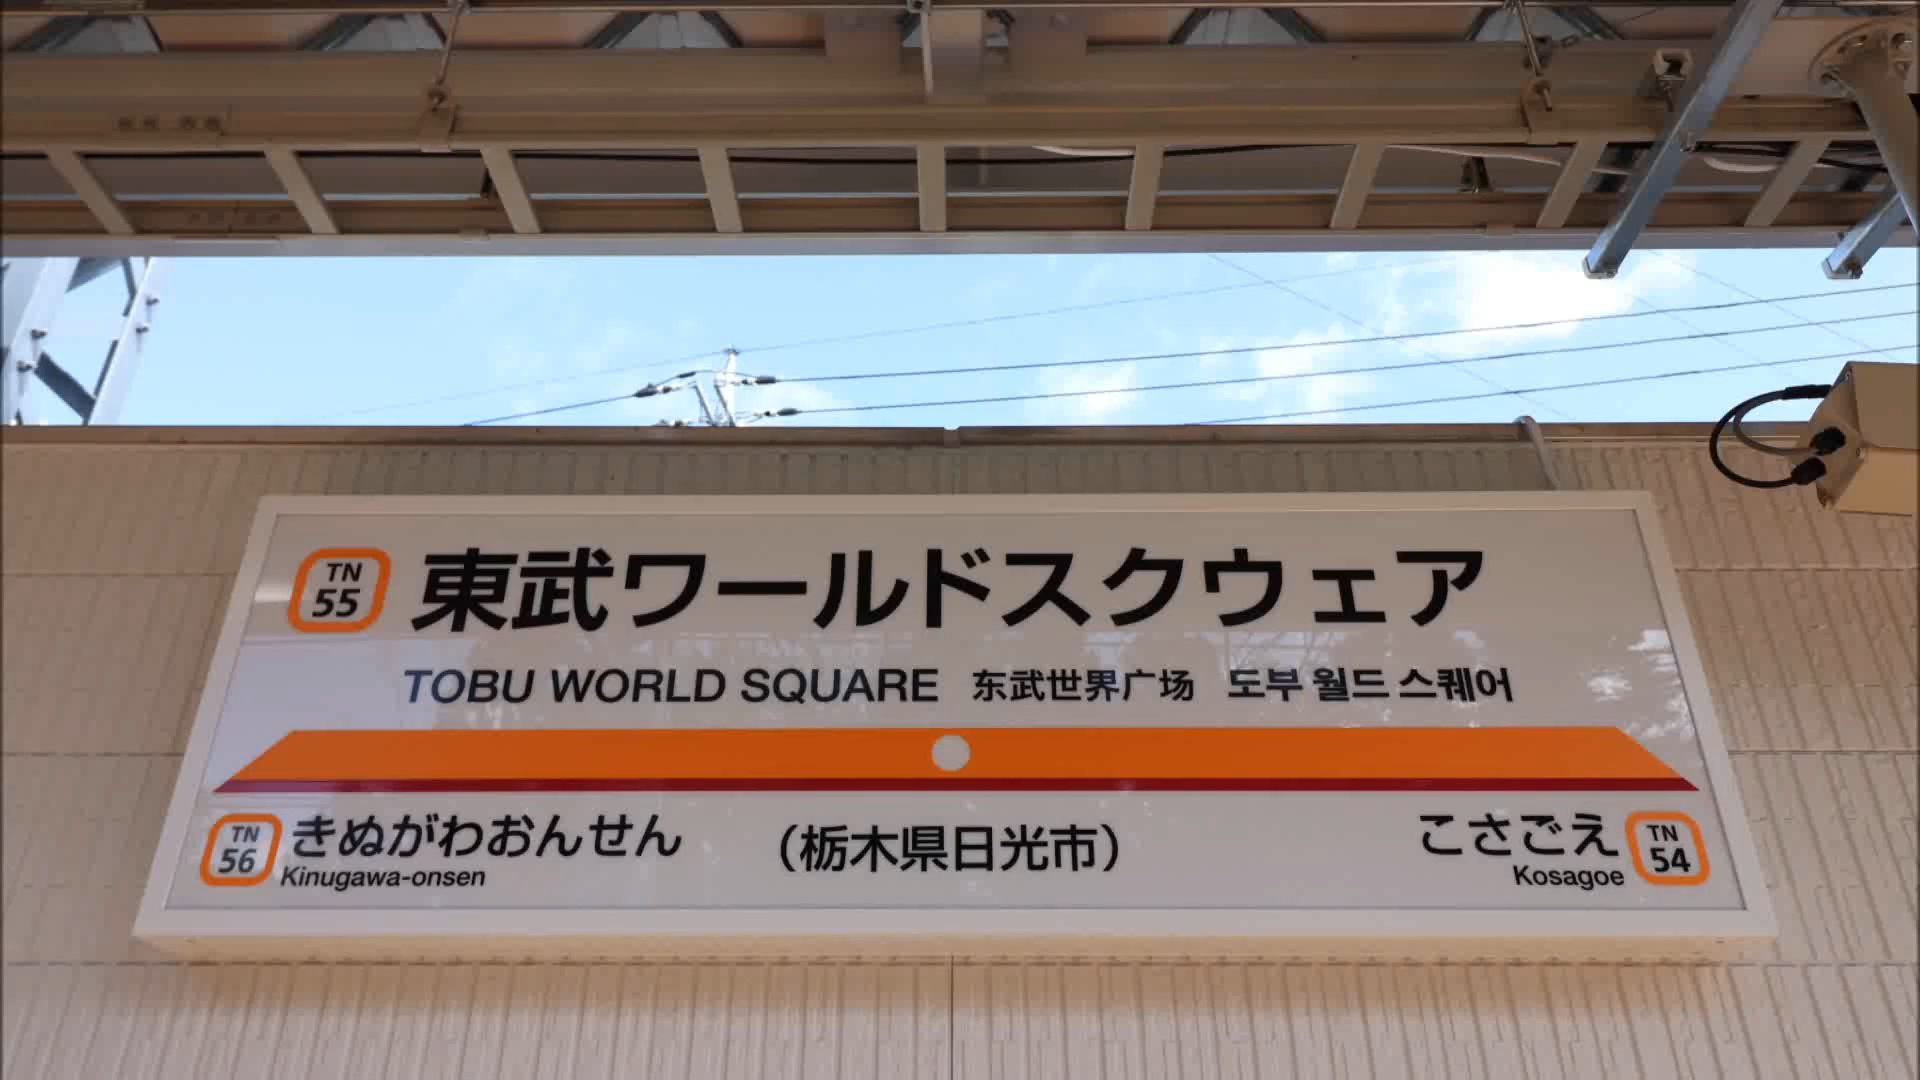 TN
55
東武ワールドスクウェア
TOBU WORLD SQUARE 东武世界广场 도부 월드 스퀘어
TN
56
きぬがわおんせん
Kinugawa-onsen
(栃木県日光市)
こさごえ
Kosagoe
TN
54